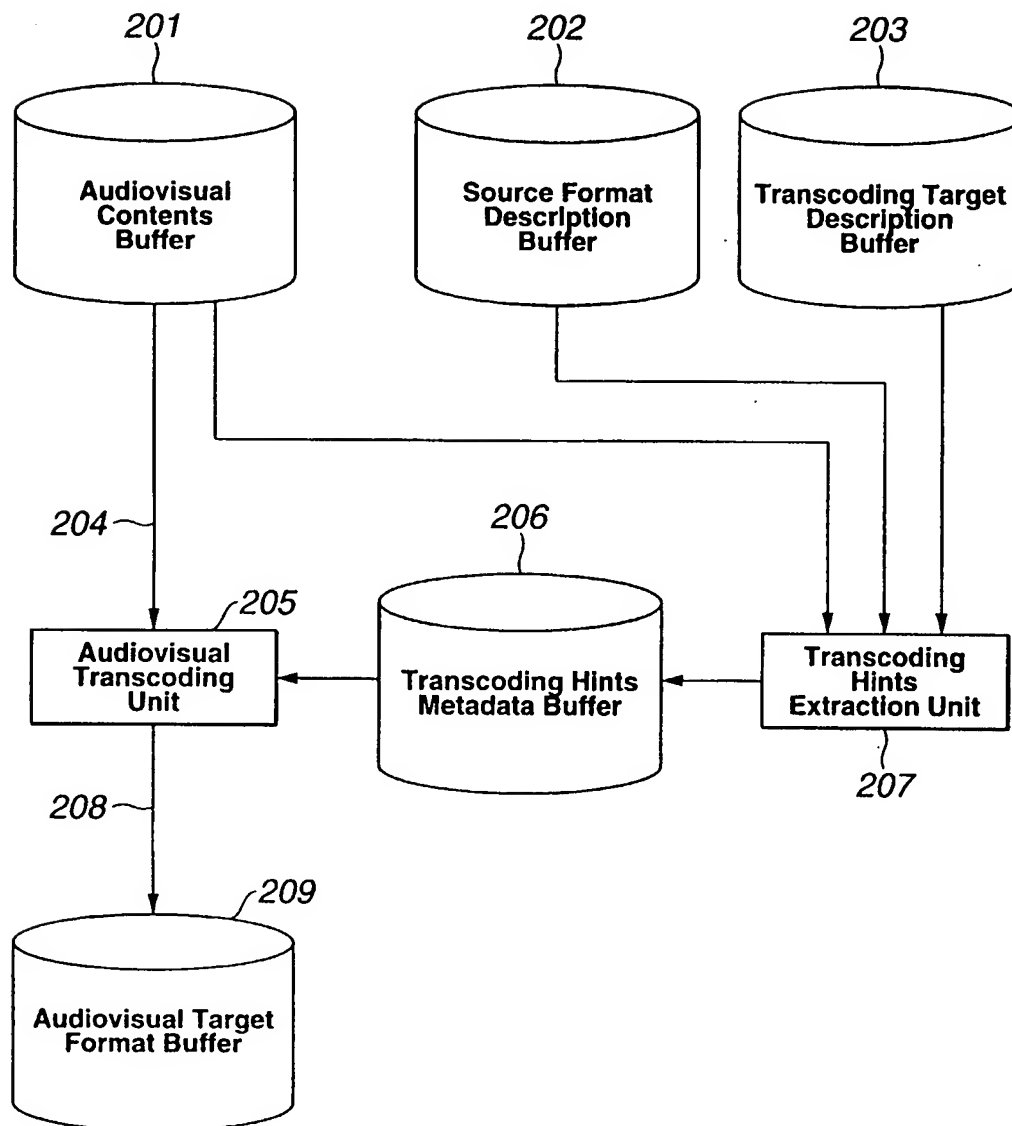 201
202
203
Audiovisual
Contents
Buffer
Source Format
Description
Buffer
Transcoding Target
Description
Buffer
204
206
205
Audiovisual
Transcoding
Unit
Transcoding Hints
Metadata Buffer
Transcoding
Hints
Extraction Unit
207
208
209
Audiovisual Target
Format Buffer